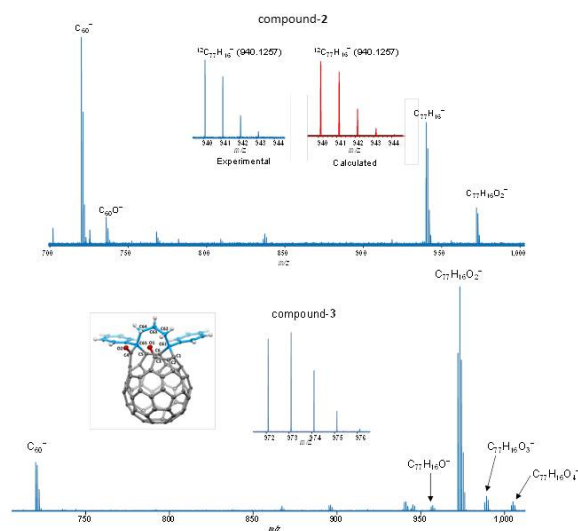 compound-2
C₆₀⁻
¹²C₇₇H₁₆⁻ (940.1257)
¹²C₇₇H₁₆⁻ (940.1257)
C₇₇H₁₆⁻
940 941 942 943 944
m/z
Experimental
940 941 942 943 944
m/z
Calculated
C₆₀O⁻
C₇₇H₁₆O₂⁻
700 750 800 850 900 950 1,000
m/z
C₇₇H₁₆O₂⁻
compound-3
972 973 974 975 976
m/z
C₆₀⁻
C₇₇H₁₆O⁻
C₇₇H₁₆O₃⁻
C₇₇H₁₆O₄⁻
750 800 850 900 950 1,000
m/z